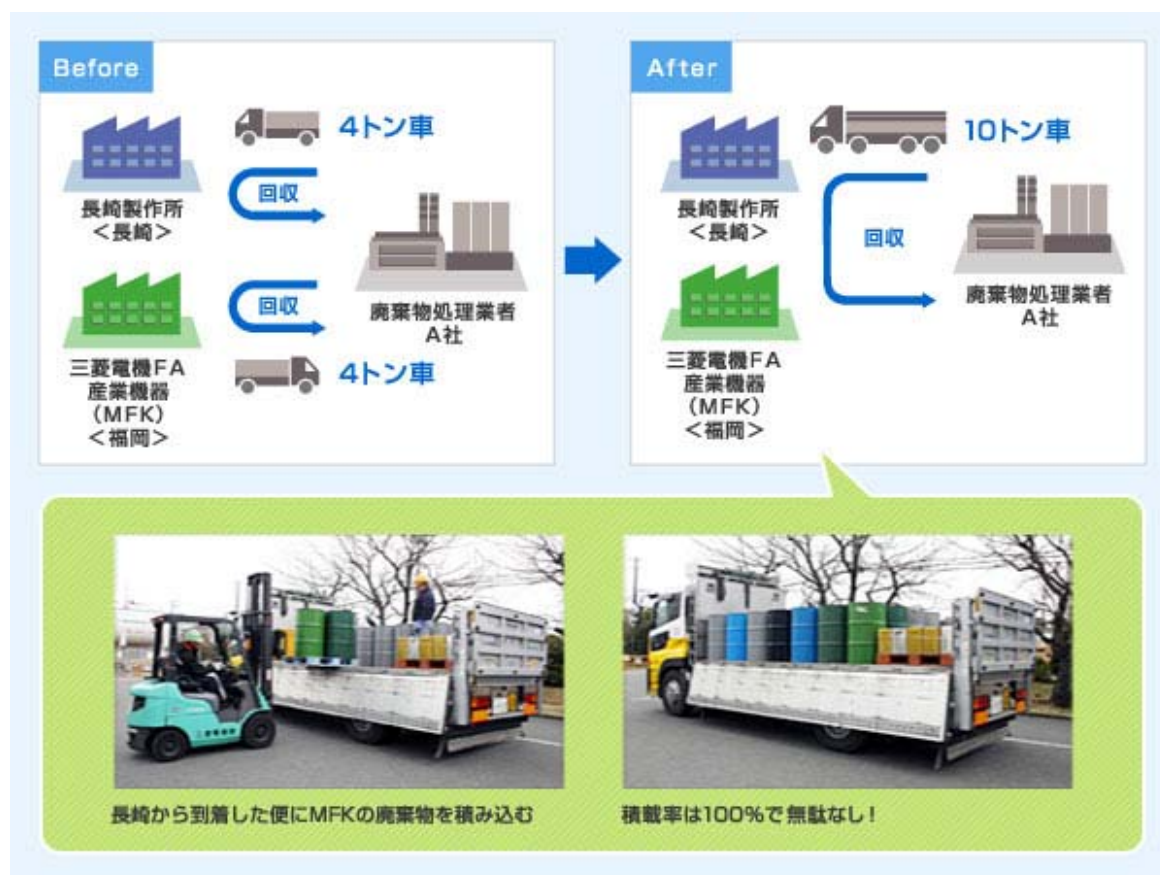 Before
4トン車
回収
長崎製作所
＜長崎＞
回収
廃棄物処理業者
A社
三菱電機FA
産業機器
（MFK）
＜福岡＞
4トン車
After
10トン車
長崎製作所
＜長崎＞
回収
廃棄物処理業者
A社
三菱電機FA
産業機器
（MFK）
＜福岡＞
長崎から到着した便にMFKの廃棄物を積み込む
積載率は100%で無駄なし！